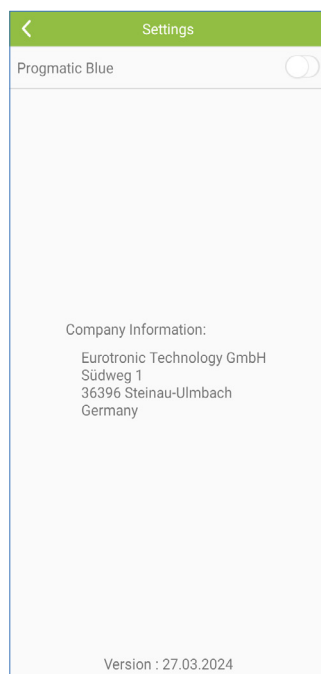 Settings
Progmatic Blue
Company Information:
Eurotronic Technology GmbH
Südweg 1
36396 Steinau-Ulmbach
Germany
Version : 27.03.2024